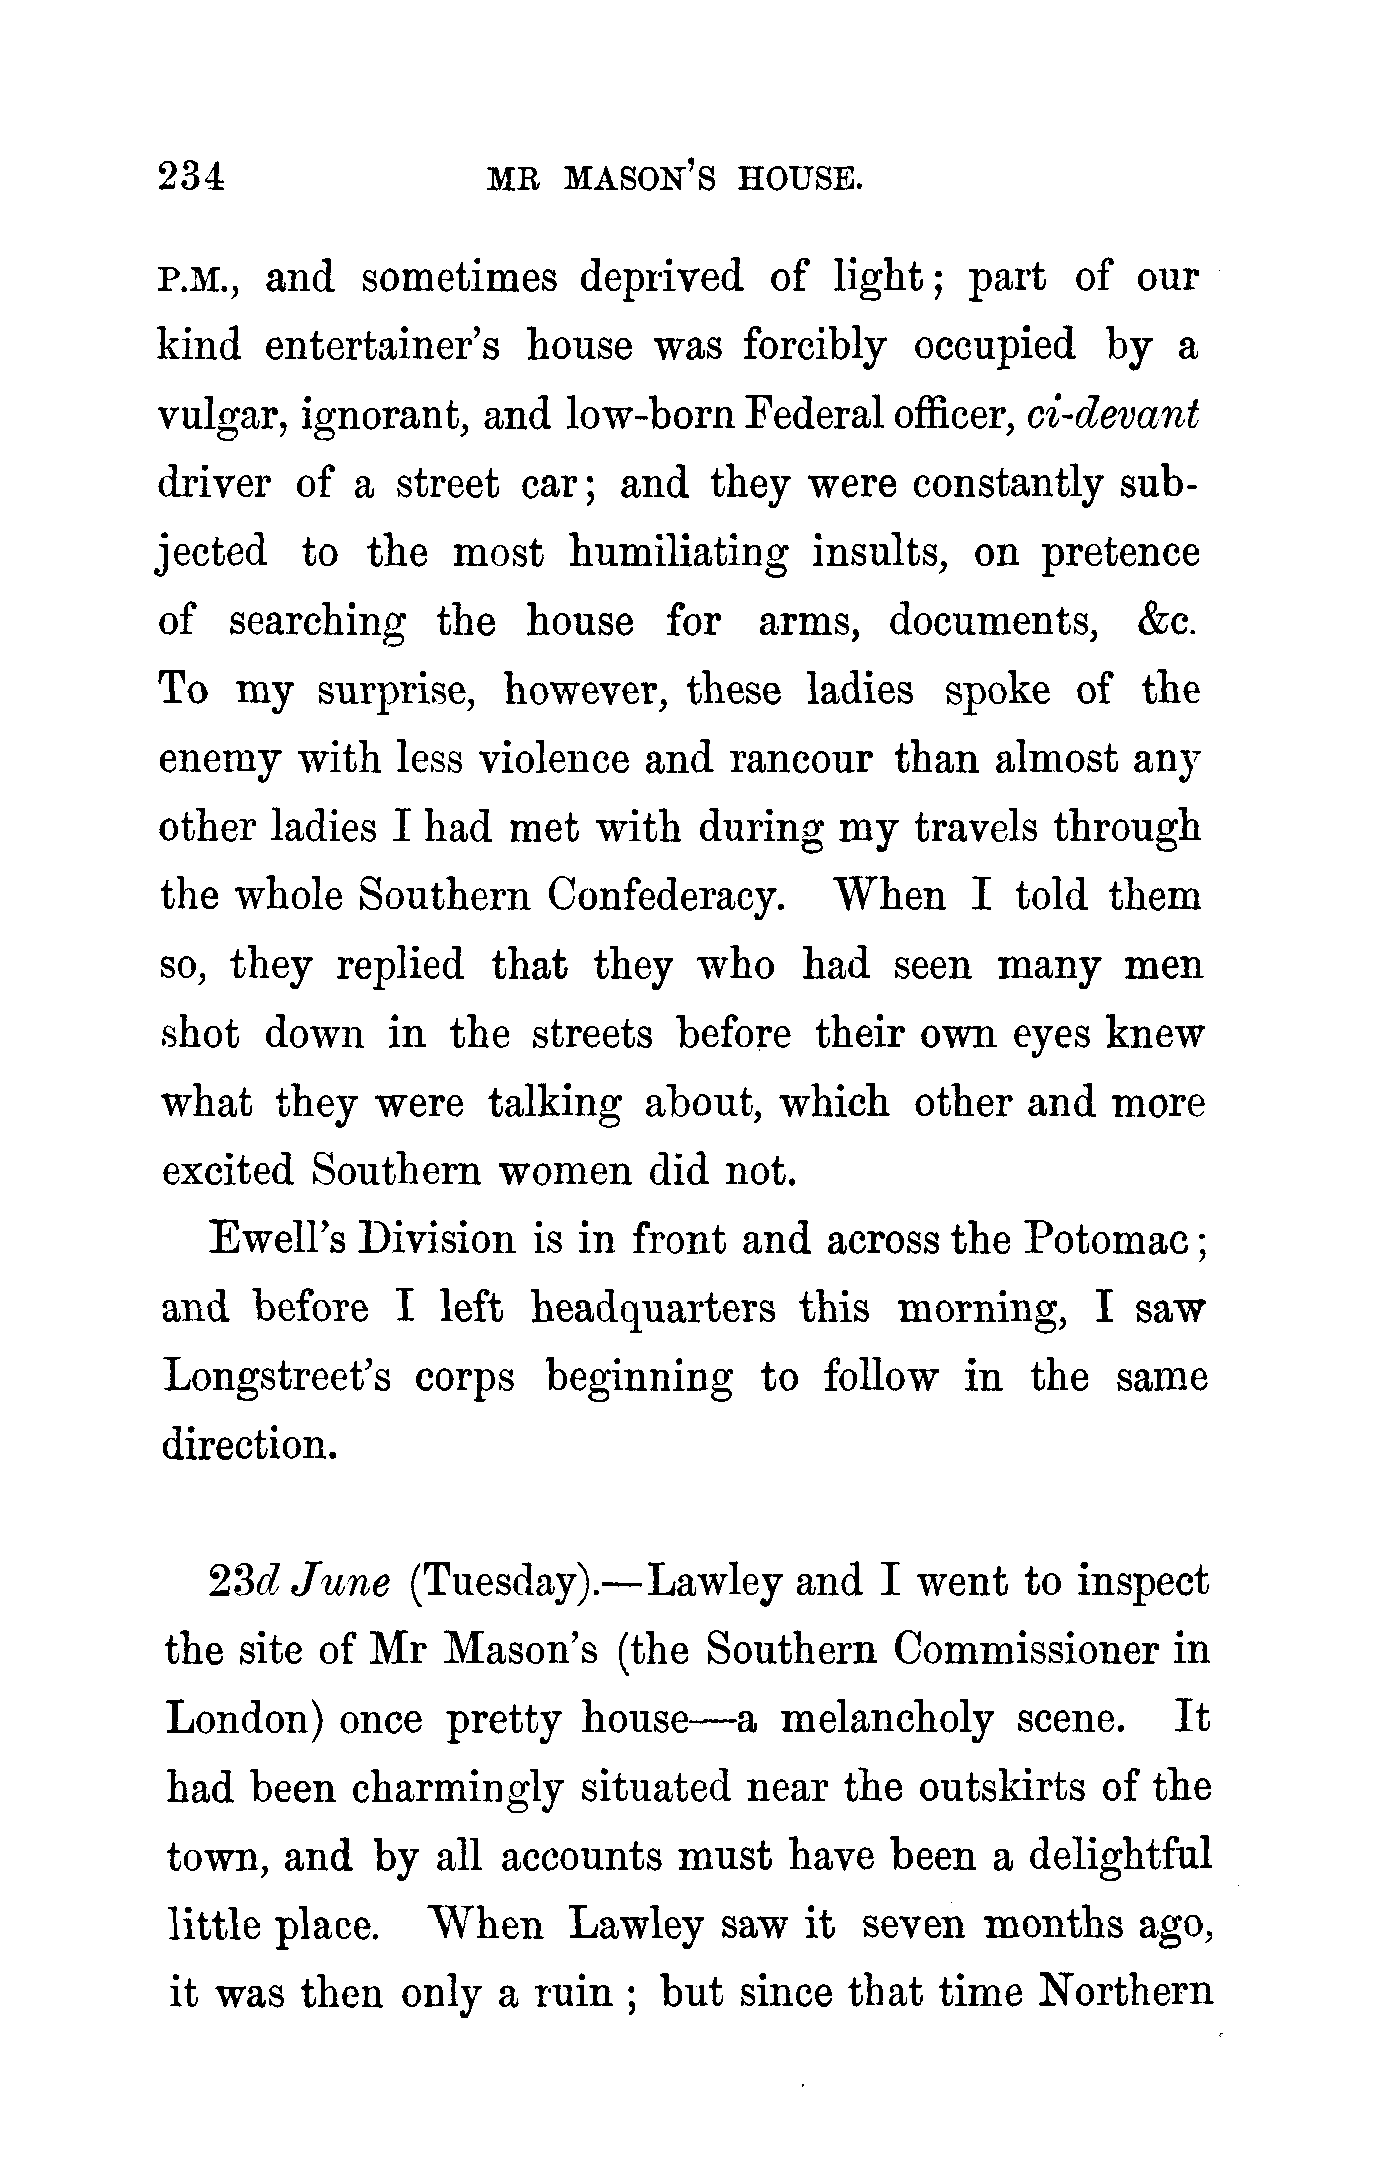 234 MR MASON'S HOUSE.
P.M., and sometimes deprived of light; part of our
kind entertainer's house was forcibly occupied by a
vulgar, ignorant, and low-born Federal officer, ci-devant
driver of a street car; and they were constantly sub-
jected to the most humiliating insults, on pretence
of searching the house for arms, documents, &c.
To my surprise, however, these ladies spoke of the
enemy with less violence and rancour than almost any
other ladies I had met with during my travels through
the whole Southern Confederacy. When I told them
so, they replied that they who had seen many men
shot down in the streets before their own eyes knew
what they were talking about, which other and more
excited Southern women did not.
Ewell's Division is in front and across the Potomac;
and before I left headquarters this morning, I saw
Longstreet's corps beginning to follow in the same
direction.
23d June (Tuesday).—Lawley and I went to inspect
the site of Mr Mason's (the Southern Commissioner in
London) once pretty house—a melancholy scene. It
had been charmingly situated near the outskirts of the
town, and by all accounts must have been a delightful
little place. When Lawley saw it seven months ago,
it was then only a ruin; but since that time Northern